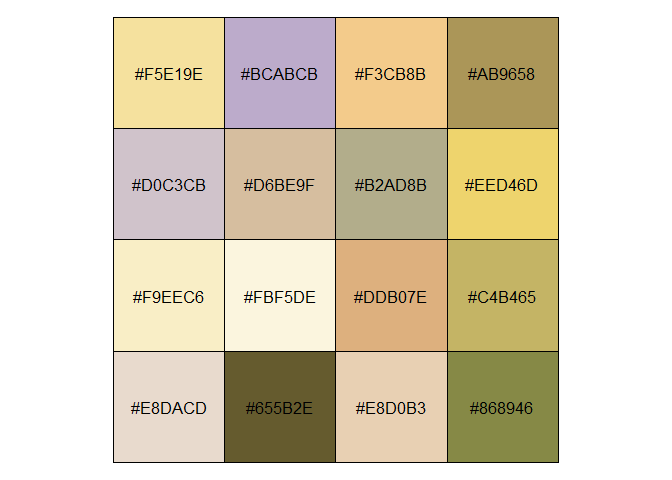 #F5E19E #BCABCB #F3CB8B #AB9658
#D0C3CB #D6BE9F #B2AD8B #EED46D
#F9EEC6 #FBF5DE #DDB07E #C4B465
#E8DACD #655B2E #E8D0B3 #868946